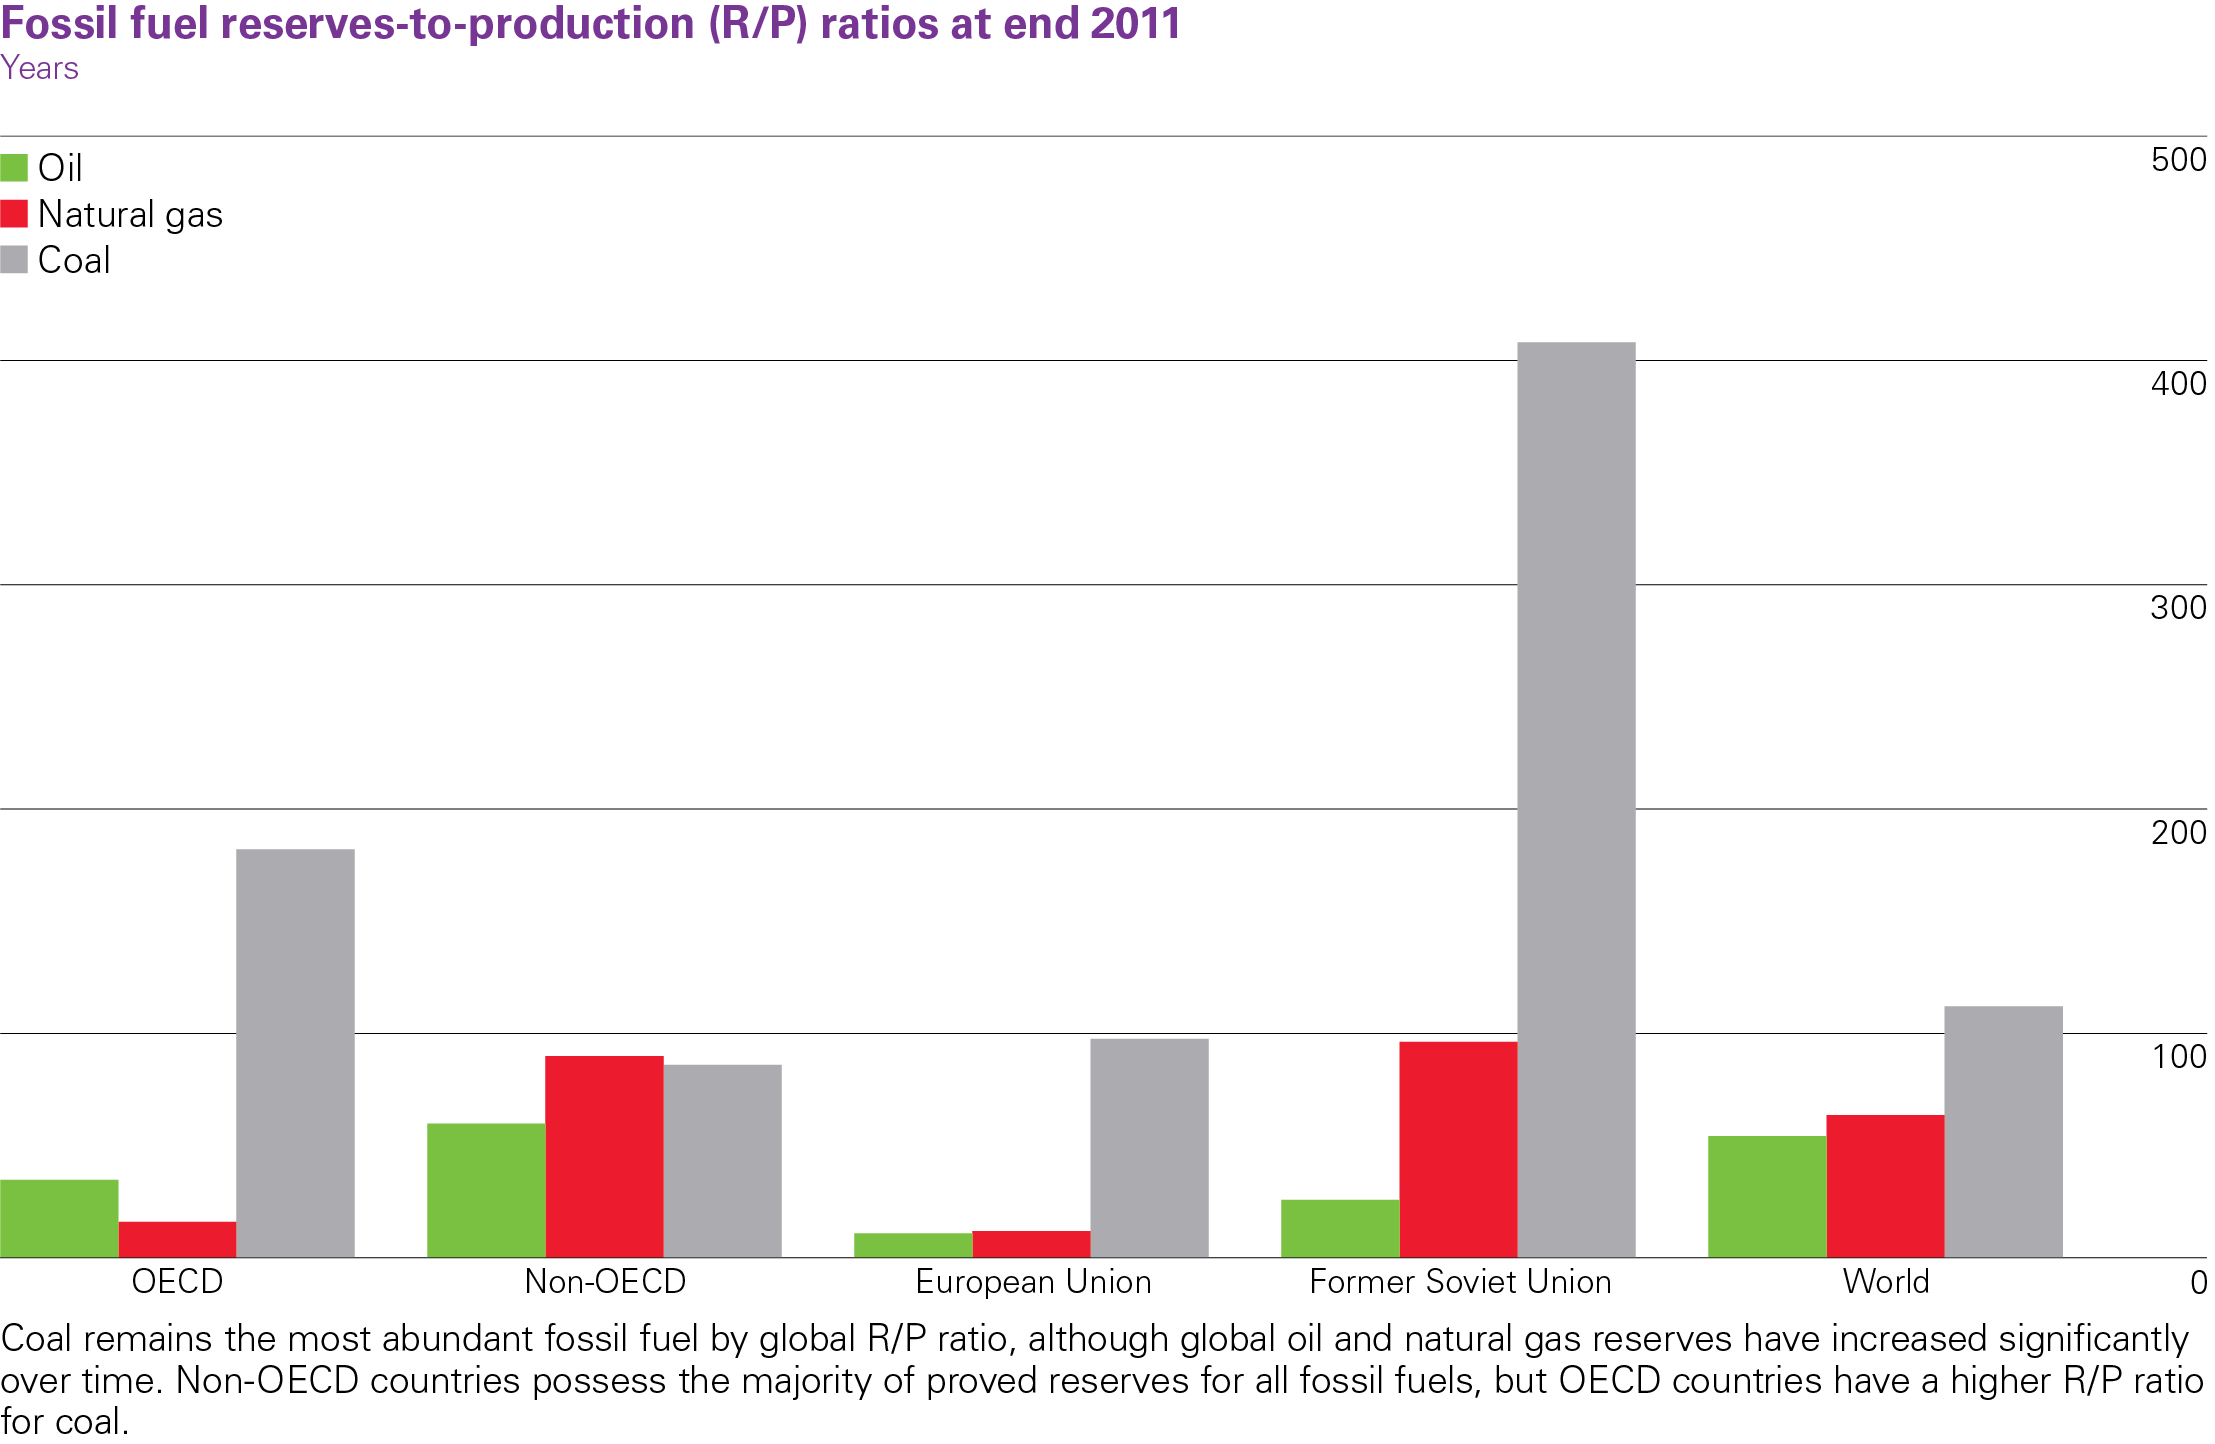 Fossil fuel reserves-to-production (R/P) ratios at end 2011
Years
500
Oil
Natural gas
Coal
400
300
200
100
OECD Non-OECD European Union Former Soviet Union World 0
Coal remains the most abundant fossil fuel by global R/P ratio, although global oil and natural gas reserves have increased significantly
over time. Non-OECD countries possess the majority of proved reserves for all fossil fuels, but OECD countries have a higher R/P ratio
for coal.